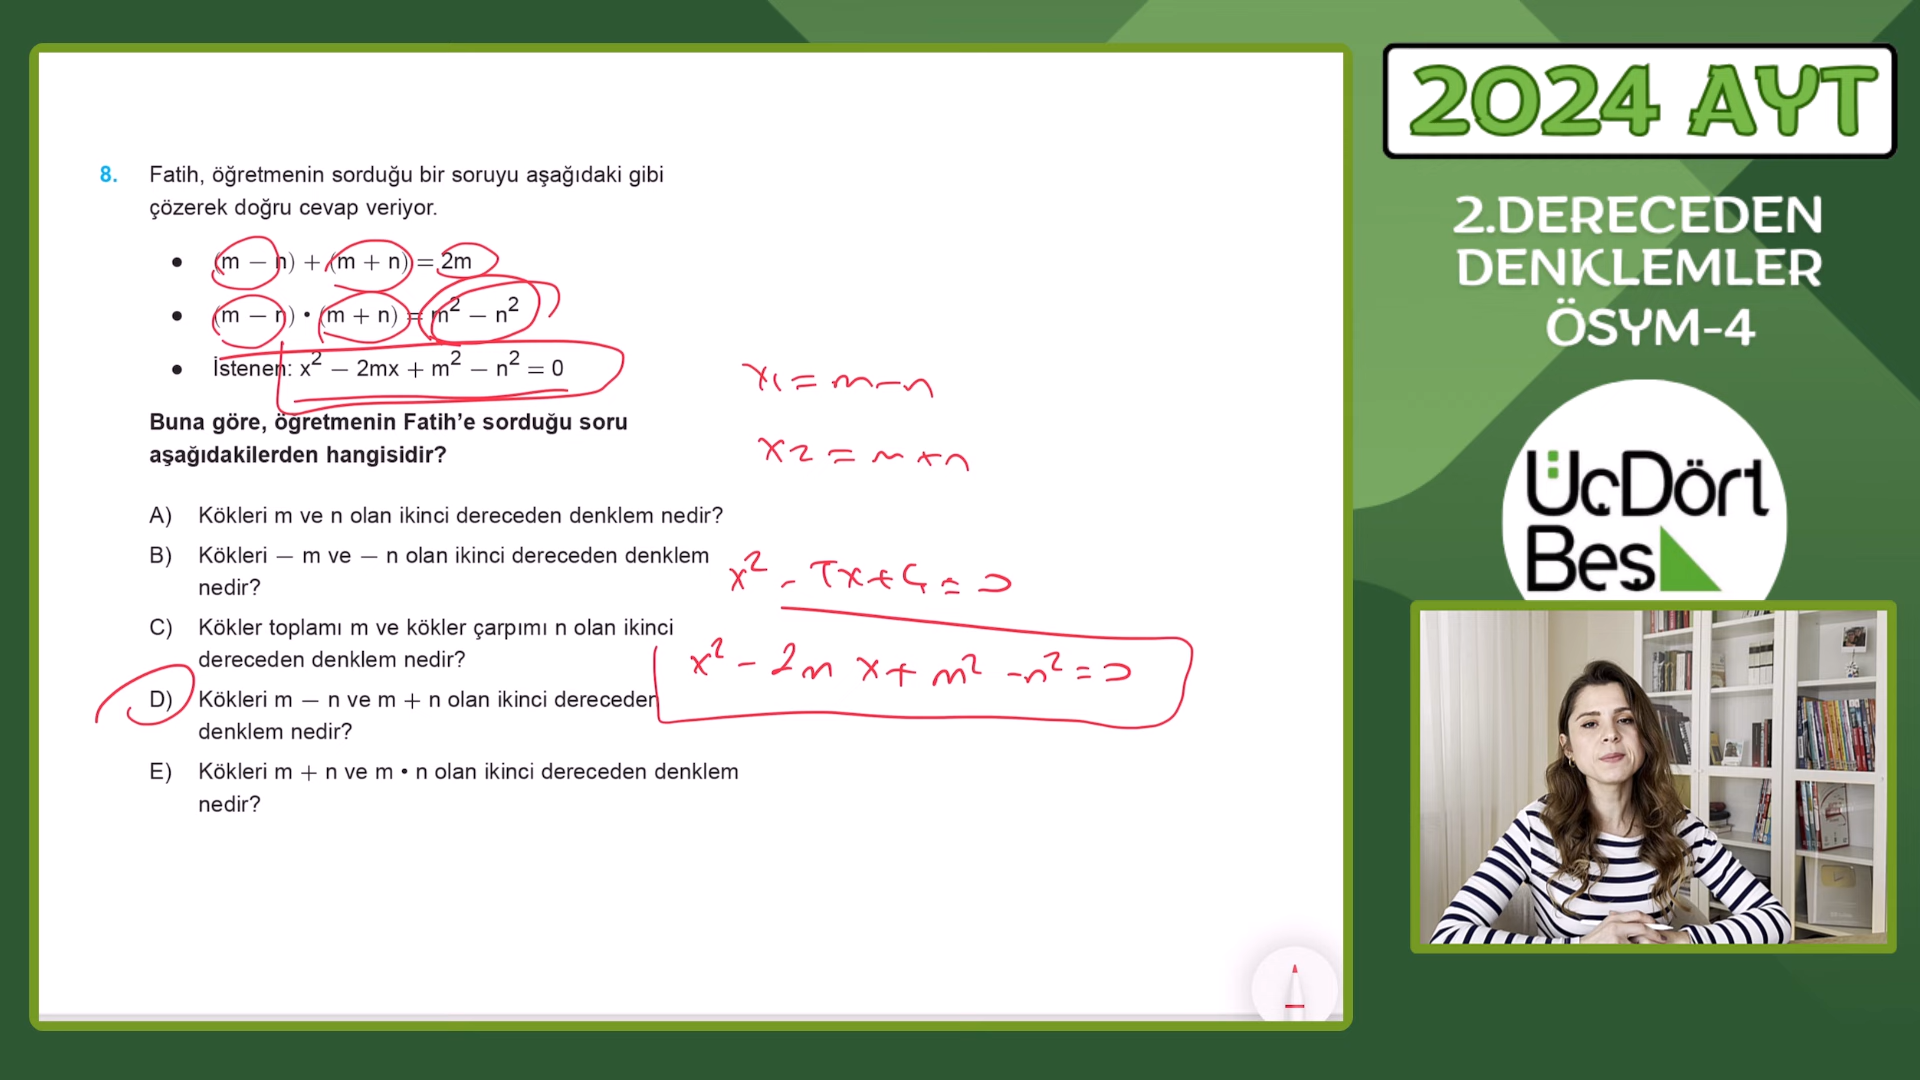 8. Fatih, öğretmenin sorduğu bir soruyu aşağıdaki gibi
çözerek doğru cevap veriyor.
• (m − n) + (m + n) = 2m
• (m − n) • (m + n) = m² − n²
• İstenen: x² − 2mx + m² − n² = 0
Buna göre, öğretmenin Fatih’e sorduğu soru
aşağıdakilerden hangisidir?
A) Kökleri m ve n olan ikinci dereceden denklem nedir?
B) Kökleri − m ve − n olan ikinci dereceden denklem
nedir?
C) Kökler toplamı m ve kökler çarpımı n olan ikinci
dereceden denklem nedir?
D) Kökleri m − n ve m + n olan ikinci dereceden
denklem nedir?
E) Kökleri m + n ve m • n olan ikinci dereceden denklem
nedir?
x1 = m−n
x2 = m+n
x² − Tx+Ç = 0
x² − 2m x + m² −n² = 0
2024 AYT
2.DERECEDEN
DENKLEMLER
ÖSYM-4
ÜçDört
Beş